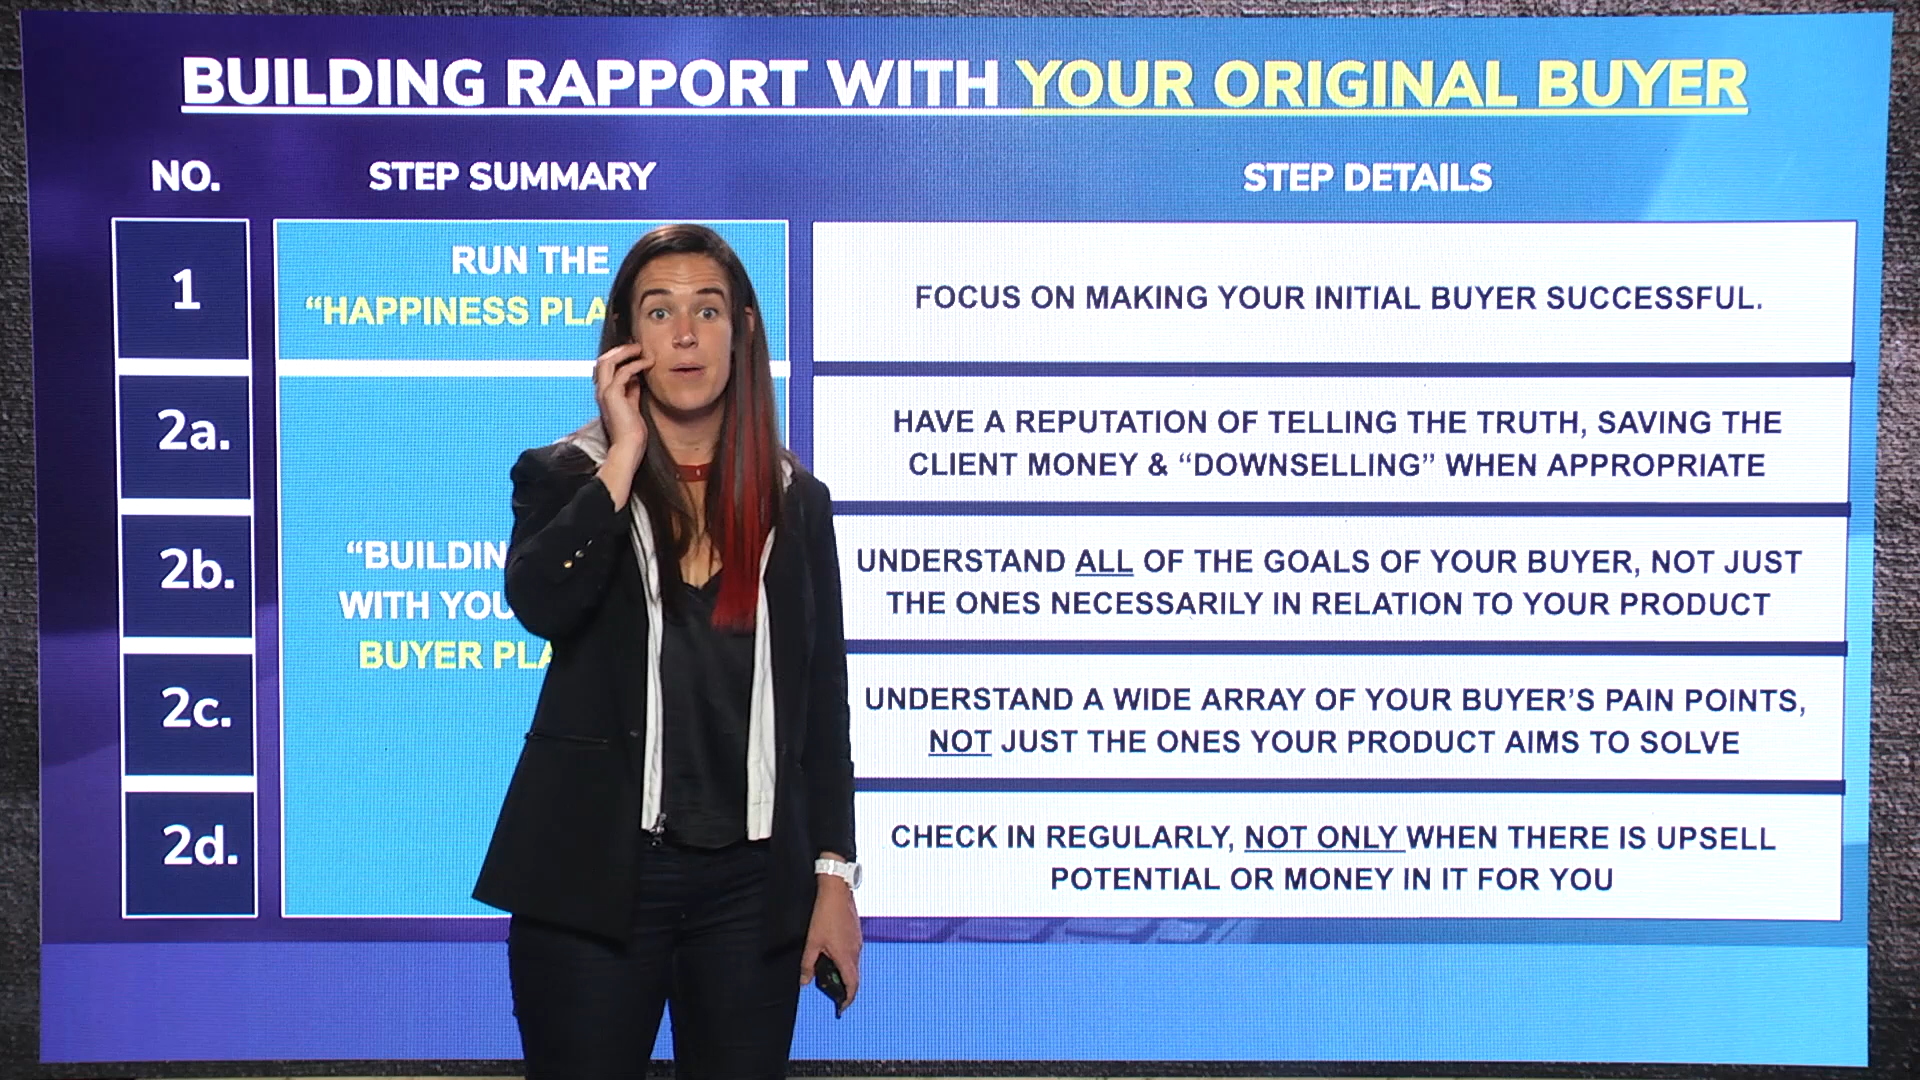 BUILDING RAPPORT WITH YOUR ORIGINAL BUYER
NO.
STEP SUMMARY
STEP DETAILS
1
RUN THE
“HAPPINESS
FOCUS ON MAKING YOUR INITIAL BUYER SUCCESSFUL.
2a.
HAVE A REPUTATION OF TELLING THE TRUTH, SAVING THE
CLIENT MONEY & “DOWNSELLING” WHEN APPROPRIATE
2b.
WITH
BUYER
UNDERSTAND ALL OF THE GOALS OF YOUR BUYER, NOT JUST
THE ONES NECESSARILY IN RELATION TO YOUR PRODUCT
2c.
UNDERSTAND A WIDE ARRAY OF YOUR BUYER’S PAIN POINTS,
NOT JUST THE ONES YOUR PRODUCT AIMS TO SOLVE
2d.
CHECK IN REGULARLY, NOT ONLY WHEN THERE IS UPSELL
POTENTIAL OR MONEY IN IT FOR YOU